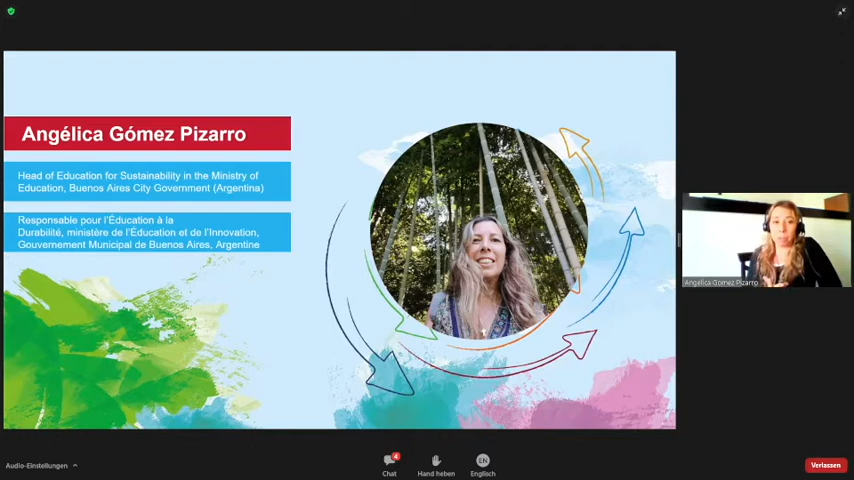 Angélica Gómez Pizarro
Head of Education for Sustainability in the Ministry of
Education, Buenos Aires City Government (Argentina)
Responsable pour l'Éducation à la
Durabilité, ministère de l'Éducation et de l'Innovation,
Gouvernement Municipal de Buenos Aires, Argentine
Angelica Gomez Pizarro
Audio-Einstellungen
4
Chat
Hand heben
EN
Englisch
Verlassen